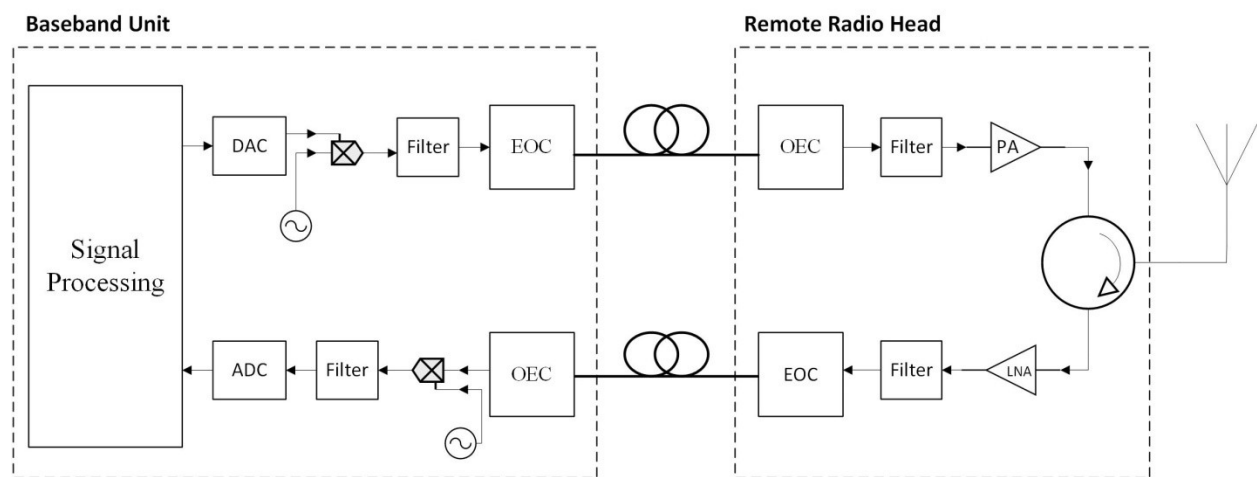 Baseband Unit
Remote Radio Head
DAC
Filter
EOC
OEC
Filter
PA
Signal
Processing
ADC
Filter
OEC
EOC
Filter
LNA